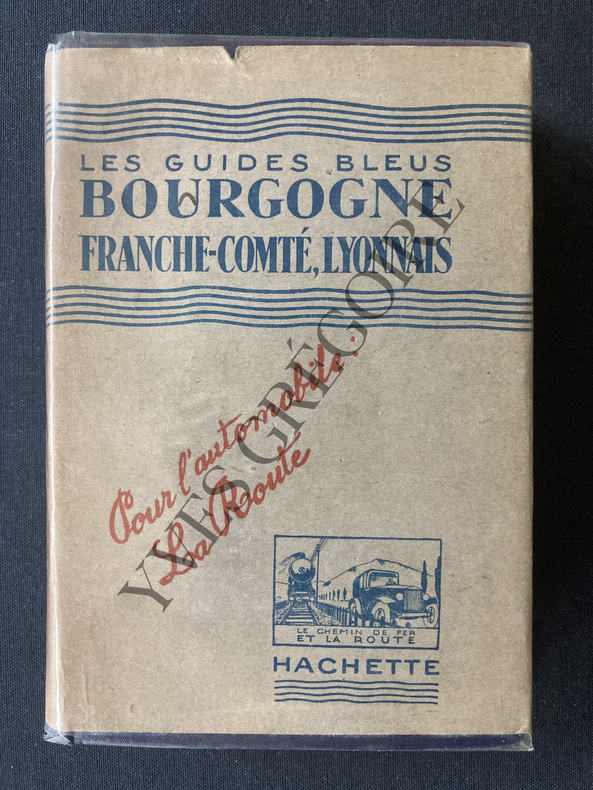 LES GUIDES BLEUS
BOURGOGNE
FRANCHE-COMTÉ, LYONNAIS
Pour l'automobile :
La Route
YVES GRÉGOIRE
LE CHEMIN DE FER
ET LA ROUTE
HACHETTE